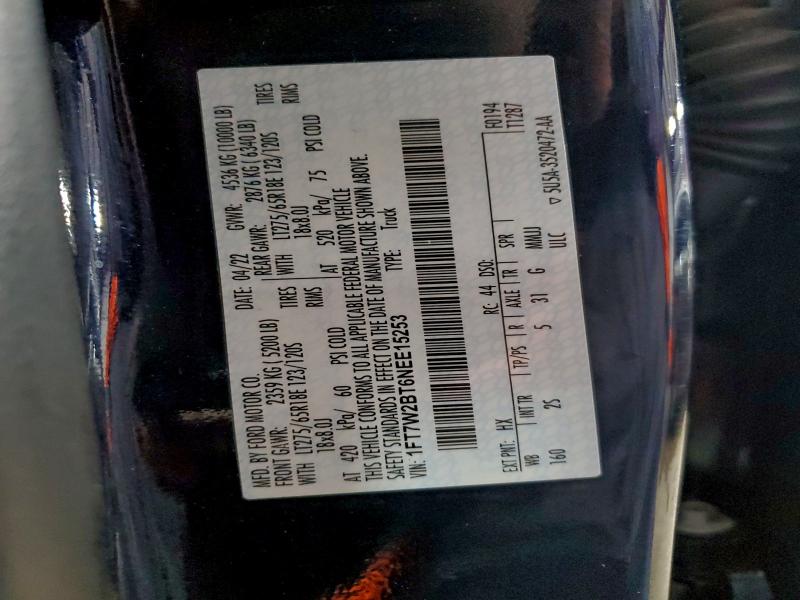 MFD. BY FORD MOTOR CO.
DATE: 04/22 GVWR: 4536 KG (10000 LB)
FRONT GAWR: 2359 KG (5200 LB) REAR GAWR: 2876 KG (6340 LB)
WITH LT275/65R18E 123/120S TIRES WITH LT275/65R18E 123/120S TIRES
18x8.0J RIMS 18x8.0J RIMS
AT 420 kPa/ 60 PSI COLD AT 520 kPa/ 75 PSI COLD
THIS VEHICLE CONFORMS TO ALL APPLICABLE FEDERAL MOTOR VEHICLE
SAFETY STANDARDS IN EFFECT ON THE DATE OF MANUFACTURE SHOWN ABOVE.
VIN: 1FT7W2BT6NEE15253 TYPE: Truck
EXT PNT: HX RC: 44 DSO: F0194
WB INT TR TP/PS R AXLE TR SPR T1287
160 2S 5 31 G MMUJ
ULC ▽ 5U5A-3520472-AA